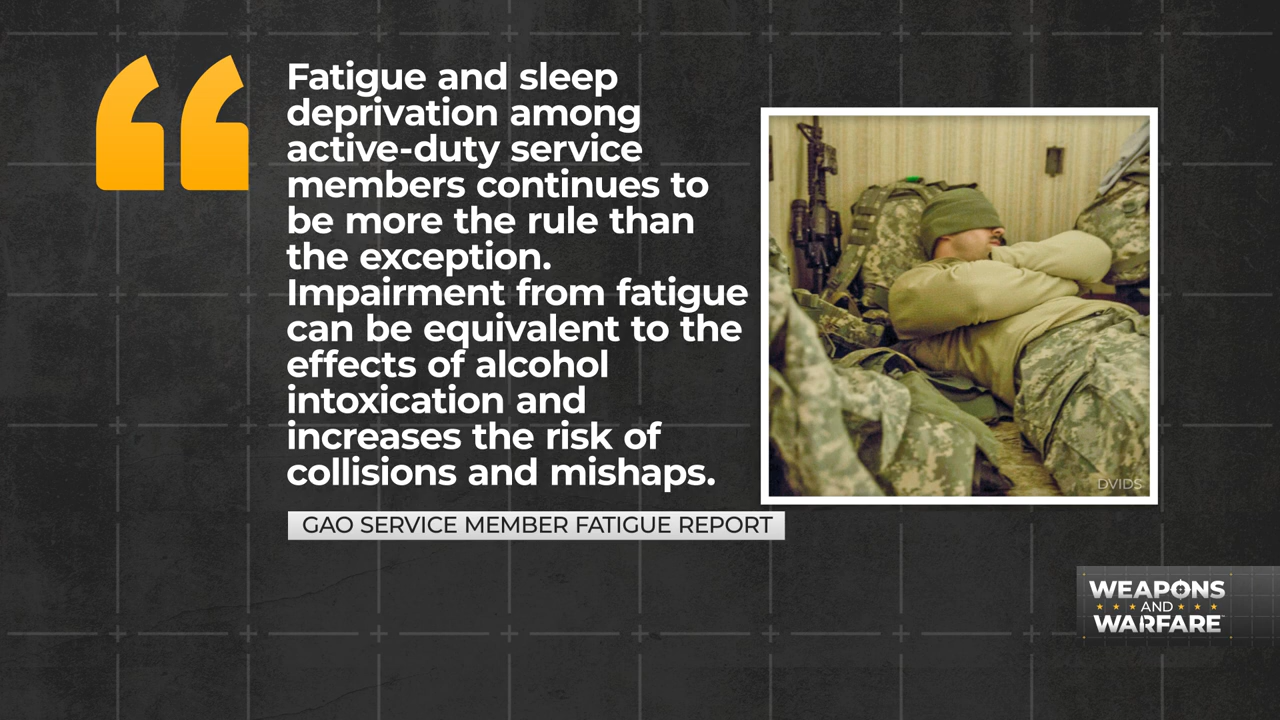 Fatigue and sleep
deprivation among
active-duty service
members continues to
be more the rule than
the exception.
Impairment from fatigue
can be equivalent to the
effects of alcohol
intoxication and
increases the risk of
collisions and mishaps.
GAO SERVICE MEMBER FATIGUE REPORT
DVIDS
WEAPONS
AND
WARFARE